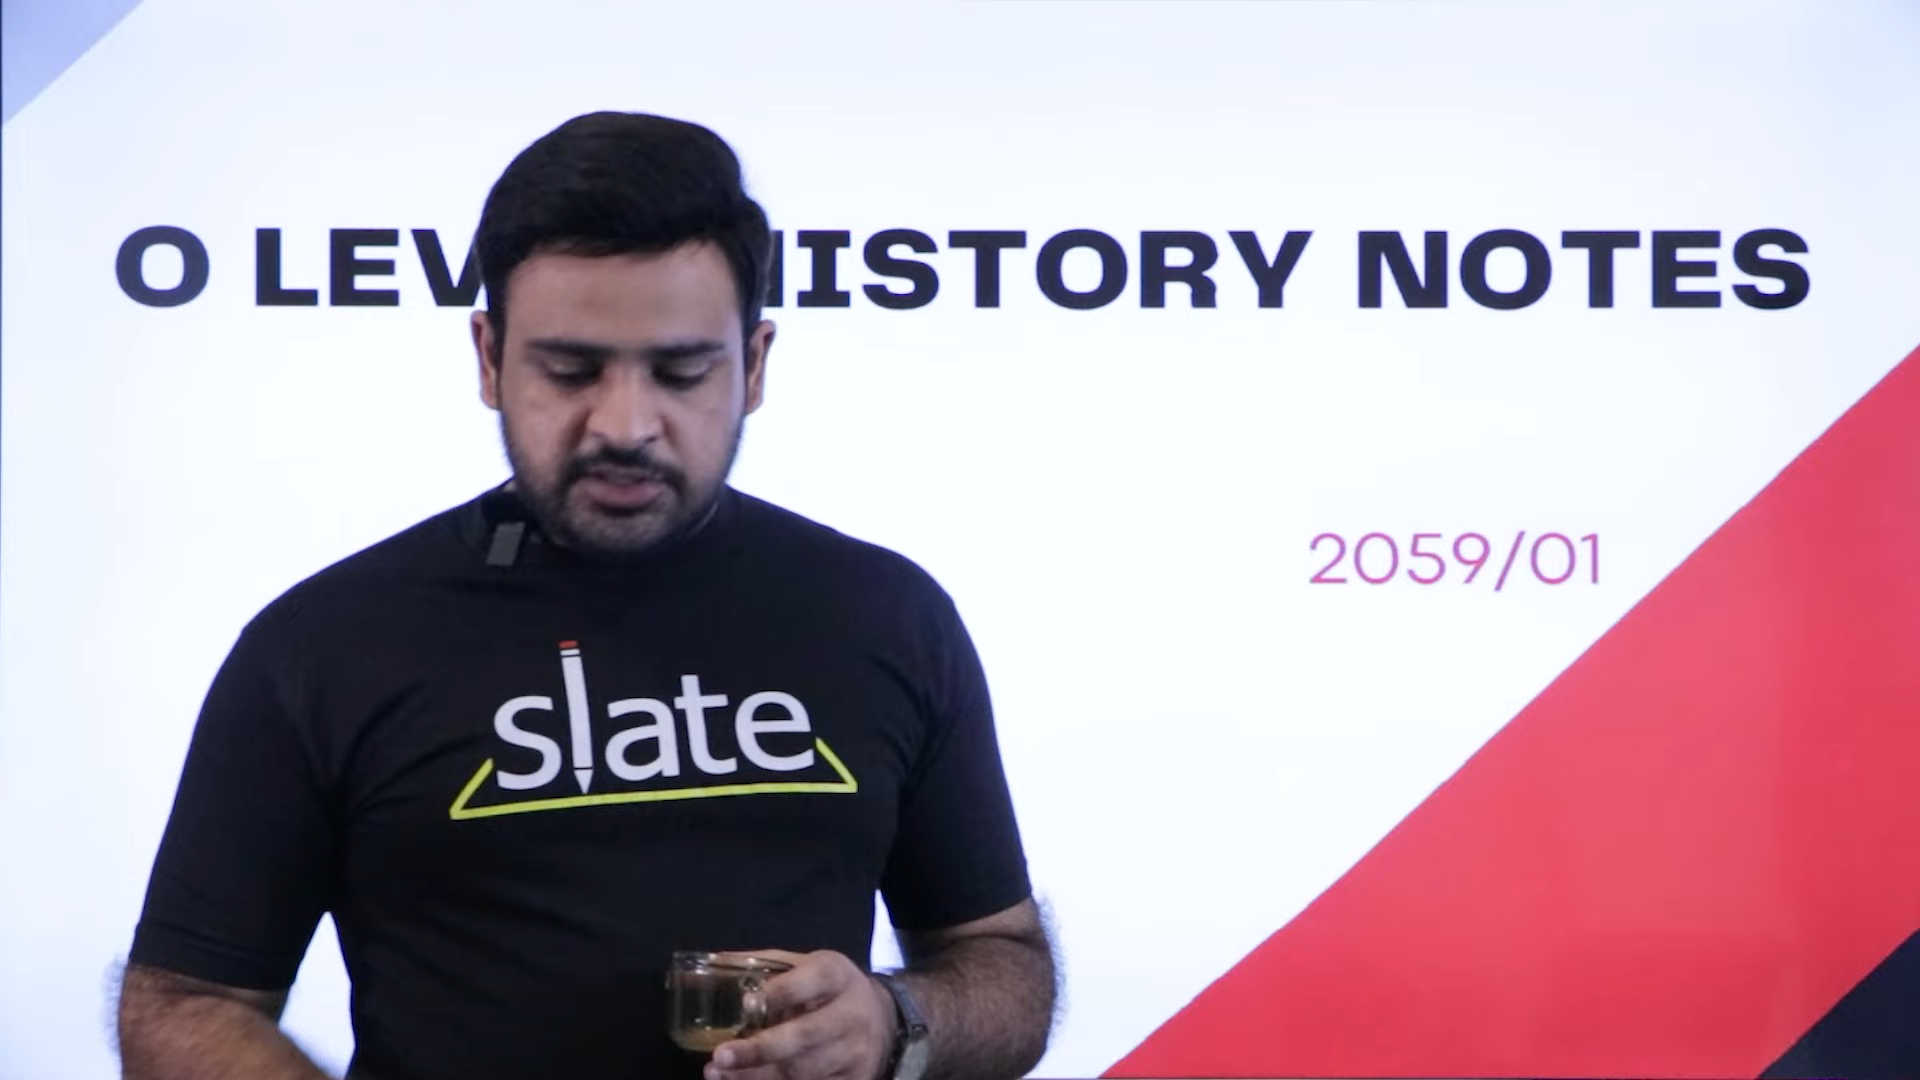 O LEV ISTORY NOTES
2059/01
slate